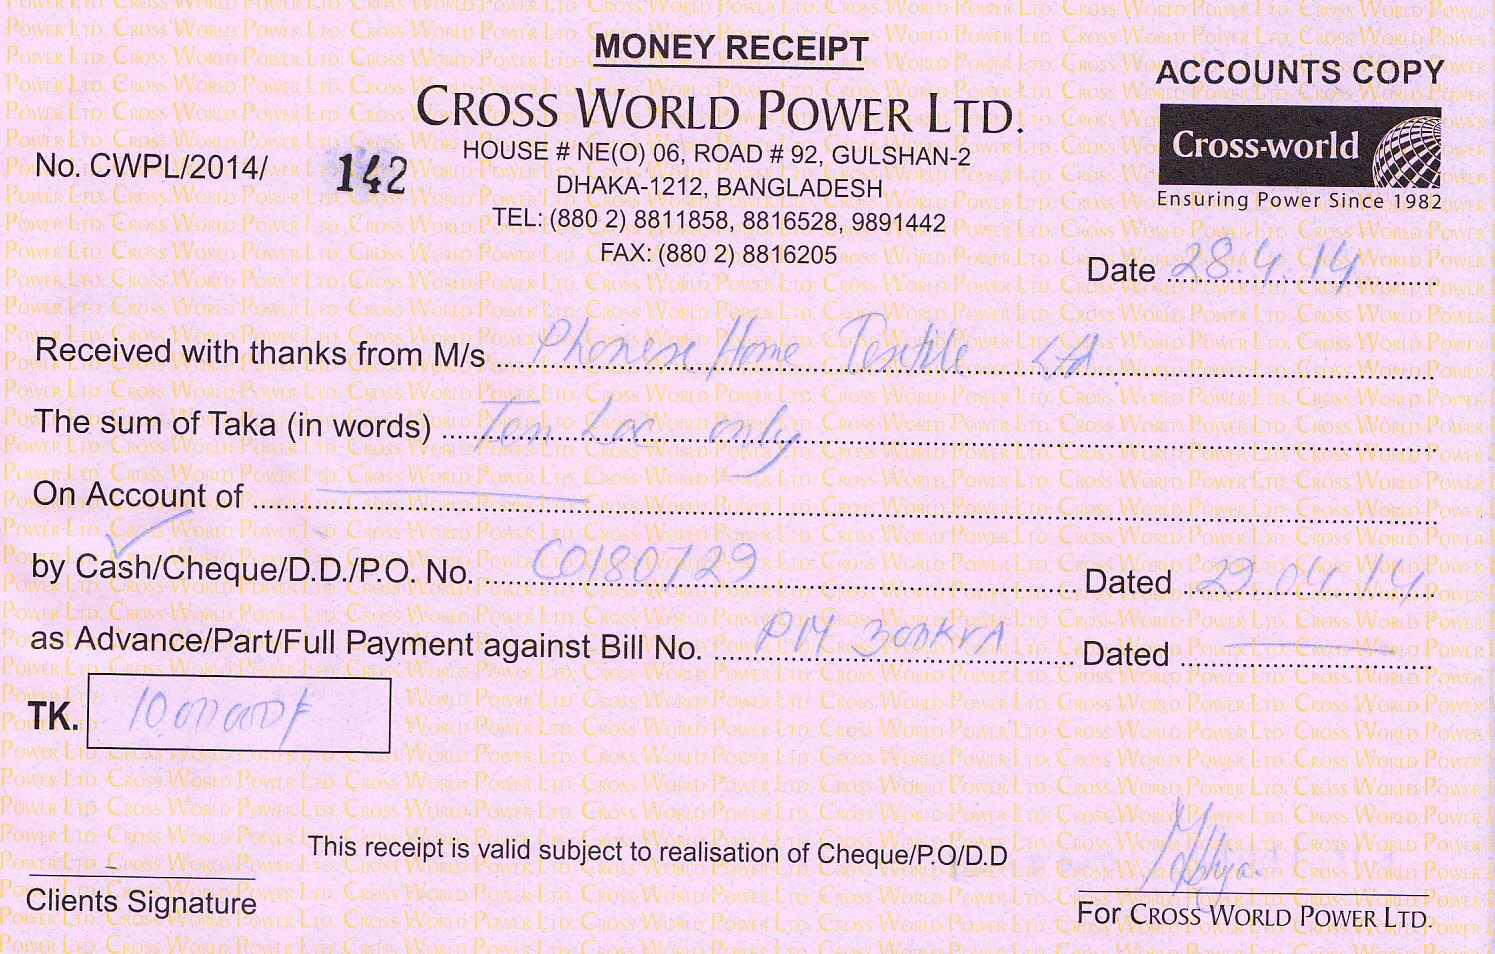 MONEY RECEIPT
ACCOUNTS COPY
CROSS WORLD POWER LTD.
Cross-world
Ensuring Power Since 1982
No. CWPL/2014/ 142
HOUSE # NE(O) 06, ROAD # 92, GULSHAN-2
DHAKA-1212, BANGLADESH
TEL: (880 2) 8811858, 8816528, 9891442
FAX: (880 2) 8816205
Date 28.4.14
Received with thanks from M/s Home Textile Ltd.
The sum of Taka (in words) Ten Lac only
On Account of
by Cash/Cheque/D.D./P.O. No. CO180729 Dated 29.04.14
as Advance/Part/Full Payment against Bill No. 300KVA Dated
TK. 10,00,000/=
This receipt is valid subject to realisation of Cheque/P.O/D.D
Clients Signature
For CROSS WORLD POWER LTD.